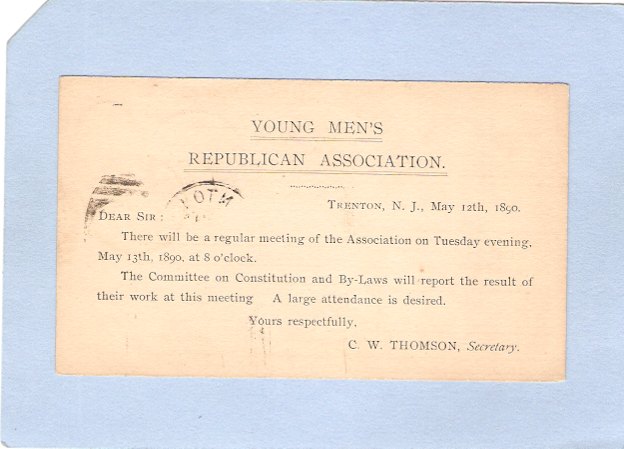 YOUNG MEN'S
REPUBLICAN ASSOCIATION.
TRENTON, N. J., May 12th, 1890.
DEAR SIR:
There will be a regular meeting of the Association on Tuesday evening,
May 13th, 1890, at 8 o'clock.
The Committee on Constitution and By-Laws will report the result of
their work at this meeting A large attendance is desired.
Yours respectfully,
C. W. THOMSON, Secretary.